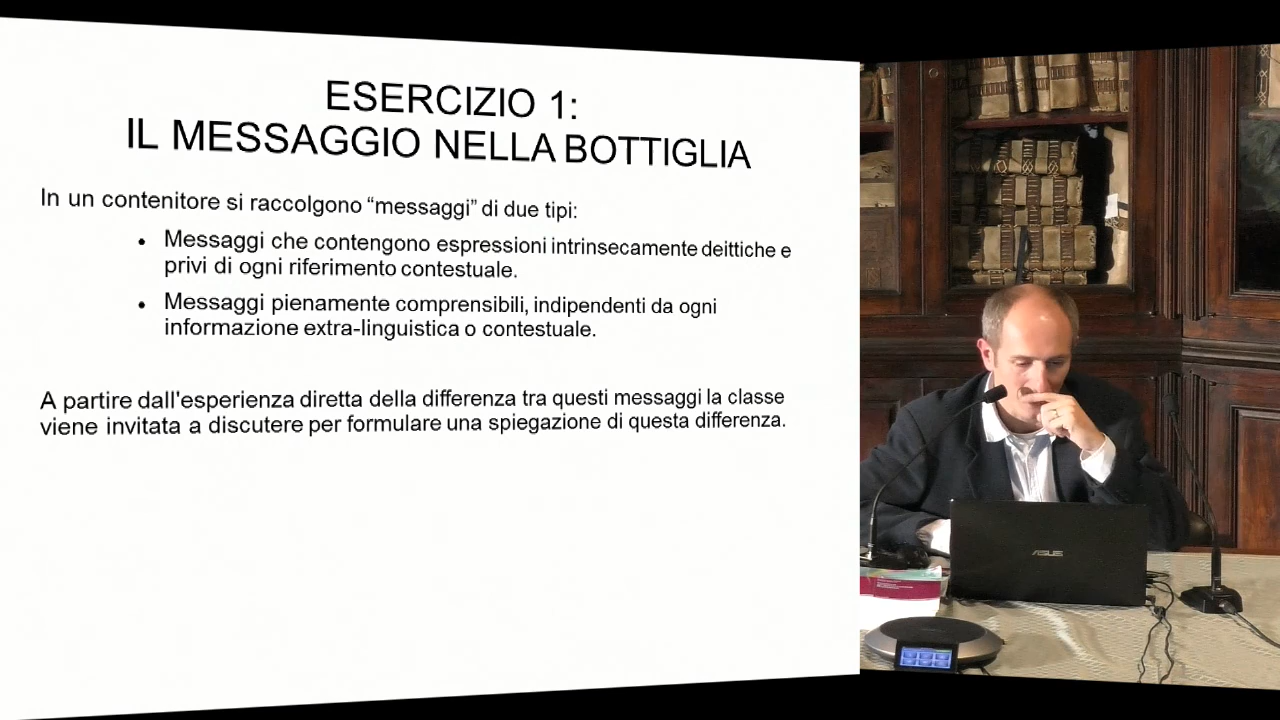 ESERCIZIO 1:
IL MESSAGGIO NELLA BOTTIGLIA
In un contenitore si raccolgono “messaggi” di due tipi:
• Messaggi che contengono espressioni intrinsecamente deittiche e
privi di ogni riferimento contestuale.
• Messaggi pienamente comprensibili, indipendenti da ogni
informazione extra-linguistica o contestuale.
A partire dall'esperienza diretta della differenza tra questi messaggi la classe
viene invitata a discutere per formulare una spiegazione di questa differenza.
ASUS